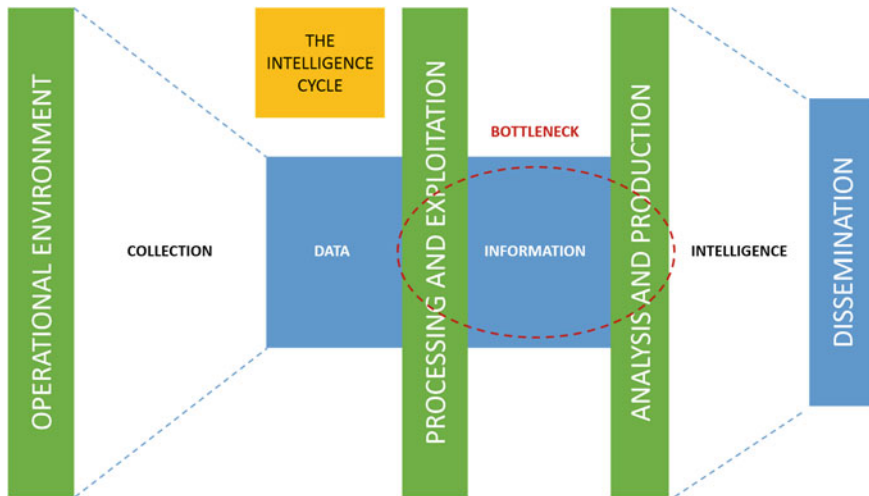 THE
INTELLIGENCE
CYCLE
OPERATIONAL ENVIRONMENT
COLLECTION
DATA
PROCESSING AND EXPLOITATION
BOTTLENECK
INFORMATION
ANALYSIS AND PRODUCTION
INTELLIGENCE
DISSEMINATION